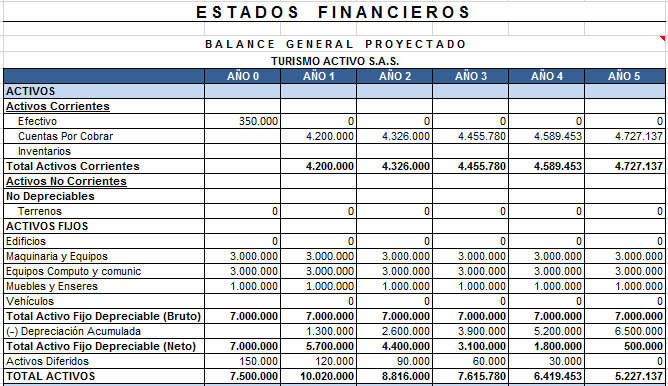 ESTADOS FINANCIEROS
BALANCE GENERAL PROYECTADO
TURISMO ACTIVO S.A.S.
AÑO 0 AÑO 1 AÑO 2 AÑO 3 AÑO 4 AÑO 5
ACTIVOS
Activos Corrientes
Efectivo 350.000 0 0 0 0 0
Cuentas Por Cobrar 4.200.000 4.326.000 4.455.780 4.589.453 4.727.137
Inventarios
Total Activos Corrientes 4.200.000 4.326.000 4.455.780 4.589.453 4.727.137
Activos No Corrientes
No Depreciables
Terrenos 0 0 0 0 0 0
ACTIVOS FIJOS
Edificios 0 0 0 0 0 0
Maquinaria y Equipos 3.000.000 3.000.000 3.000.000 3.000.000 3.000.000 3.000.000
Equipos Computo y comunic 3.000.000 3.000.000 3.000.000 3.000.000 3.000.000 3.000.000
Muebles y Enseres 1.000.000 1.000.000 1.000.000 1.000.000 1.000.000 1.000.000
Vehículos 0 0 0 0 0
Total Activo Fijo Depreciable (Bruto) 7.000.000 7.000.000 7.000.000 7.000.000 7.000.000 7.000.000
(-) Depreciación Acumulada 1.300.000 2.600.000 3.900.000 5.200.000 6.500.000
Total Activo Fijo Depreciable (Neto) 7.000.000 5.700.000 4.400.000 3.100.000 1.800.000 500.000
Activos Diferidos 150.000 120.000 90.000 60.000 30.000 0
TOTAL ACTIVOS 7.500.000 10.020.000 8.816.000 7.615.780 6.419.453 5.227.137